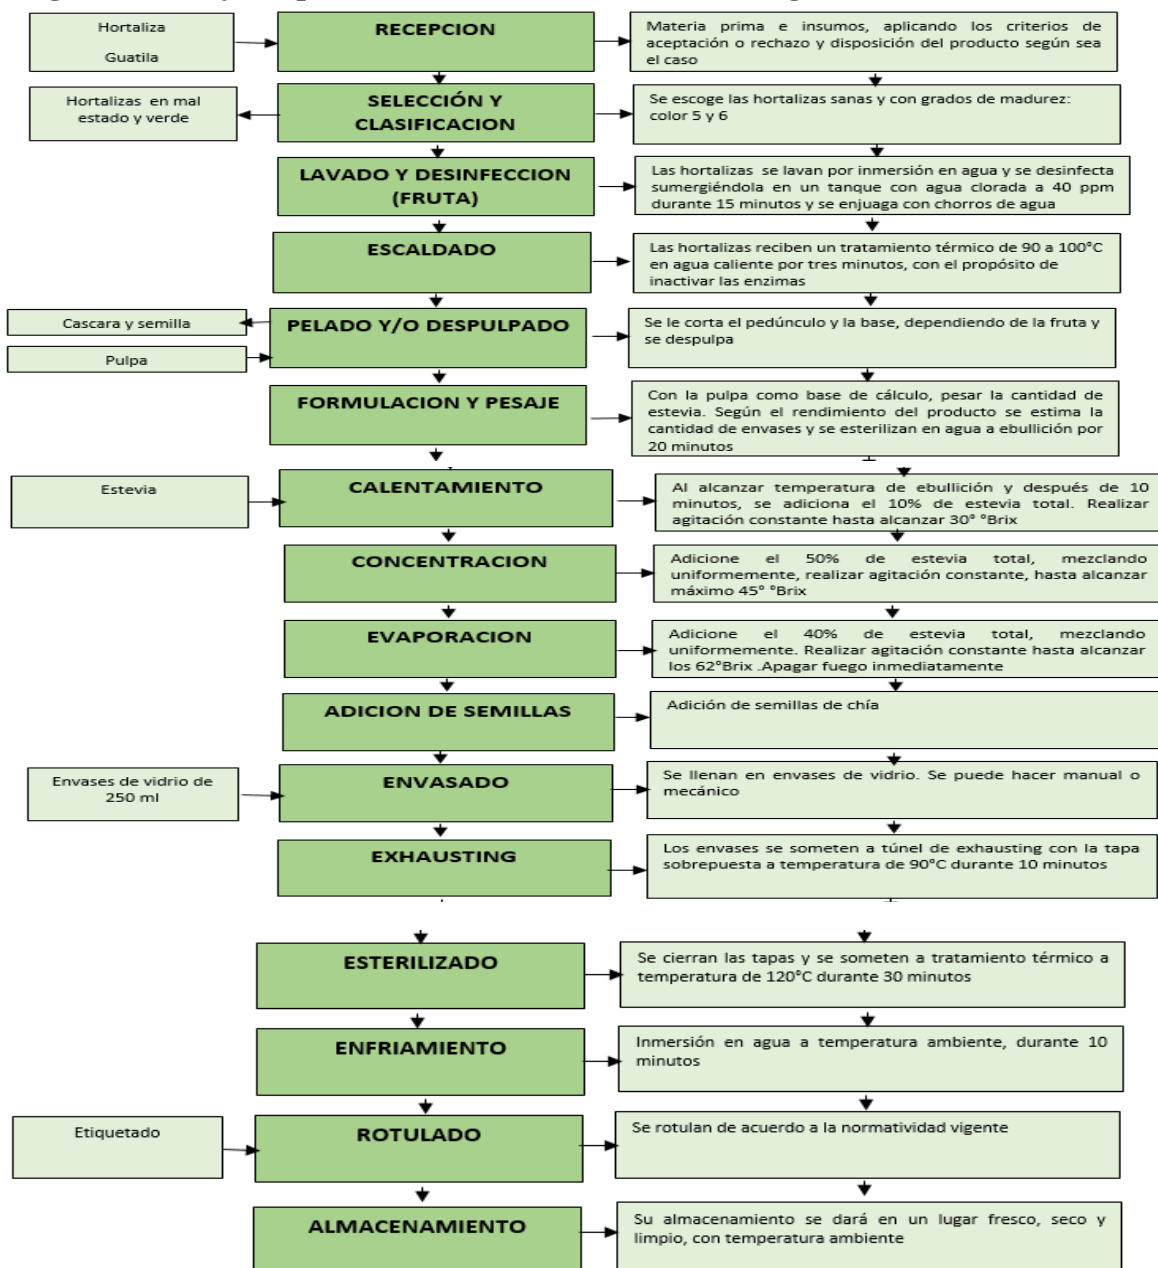 Hortaliza
Guatila
RECEPCION
Materia prima e insumos, aplicando los criterios de
aceptación o rechazo y disposición del producto según sea
el caso
Hortalizas en mal
estado y verde
SELECCIÓN Y
CLASIFICACION
Se escoge las hortalizas sanas y con grados de madurez:
color 5 y 6
LAVADO Y DESINFECCION
(FRUTA)
Las hortalizas se lavan por inmersión en agua y se desinfecta
sumergiéndola en un tanque con agua clorada a 40 ppm
durante 15 minutos y se enjuaga con chorros de agua
ESCALDADO
Las hortalizas reciben un tratamiento térmico de 90 a 100°C
en agua caliente por tres minutos, con el propósito de
inactivar las enzimas
Cascara y semilla
Pulpa
PELADO Y/O DESPULPADO
Se le corta el pedúnculo y la base, dependiendo de la fruta y
se despulpa
FORMULACION Y PESAJE
Con la pulpa como base de cálculo, pesar la cantidad de
estevia. Según el rendimiento del producto se estima la
cantidad de envases y se esterilizan en agua a ebullición por
20 minutos
Estevia
CALENTAMIENTO
Al alcanzar temperatura de ebullición y después de 10
minutos, se adiciona el 10% de estevia total. Realizar
agitación constante hasta alcanzar 30° °Brix
CONCENTRACION
Adicione el 50% de estevia total, mezclando
uniformemente, realizar agitación constante, hasta alcanzar
máximo 45° °Brix
EVAPORACION
Adicione el 40% de estevia total, mezclando
uniformemente. Realizar agitación constante hasta alcanzar
los 62°Brix .Apagar fuego inmediatamente
ADICION DE SEMILLAS
Adición de semillas de chía
Envases de vidrio de
250 ml
ENVASADO
Se llenan en envases de vidrio. Se puede hacer manual o
mecánico
EXHAUSTING
Los envases se someten a túnel de exhausting con la tapa
sobrepuesta a temperatura de 90°C durante 10 minutos
ESTERILIZADO
Se cierran las tapas y se someten a tratamiento térmico a
temperatura de 120°C durante 30 minutos
ENFRIAMIENTO
Inmersión en agua a temperatura ambiente, durante 10
minutos
Etiquetado
ROTULADO
Se rotulan de acuerdo a la normatividad vigente
ALMACENAMIENTO
Su almacenamiento se dará en un lugar fresco, seco y
limpio, con temperatura ambiente